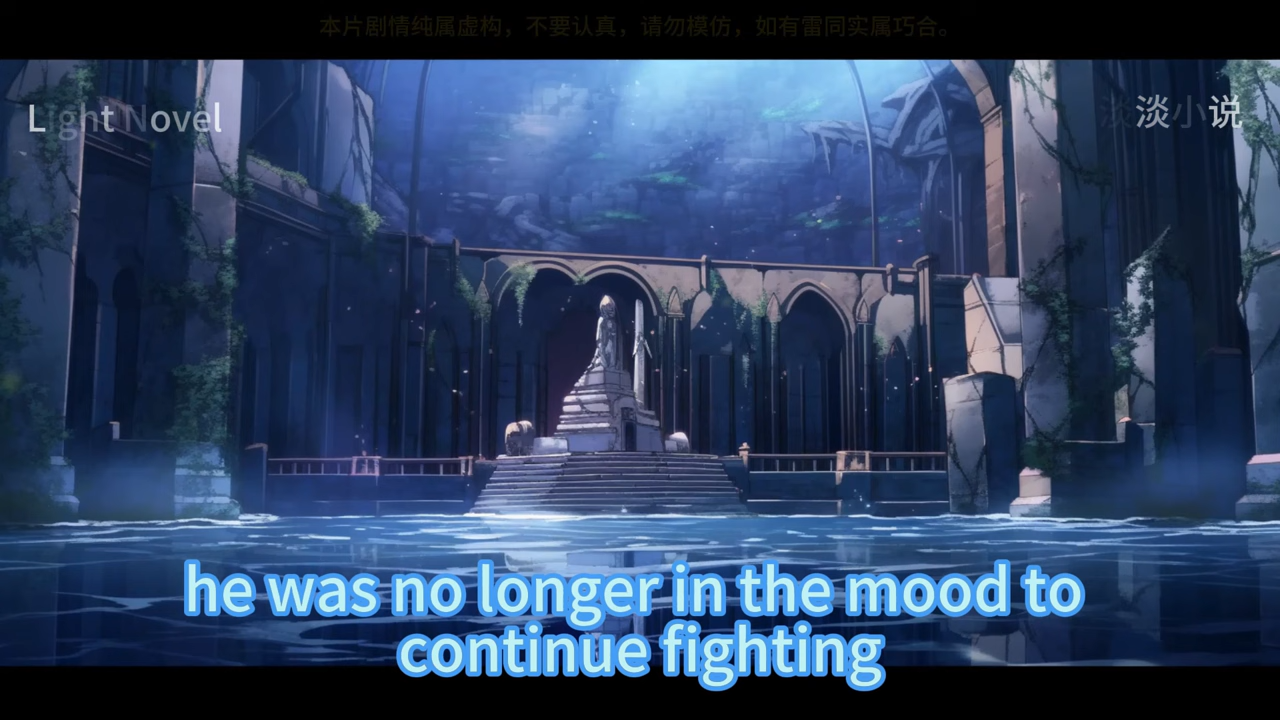 本片剧情纯属虚构，不要认真，请勿模仿，如有雷同实属巧合。
Light Novel
淡淡小说
he was no longer in the mood to
continue fighting